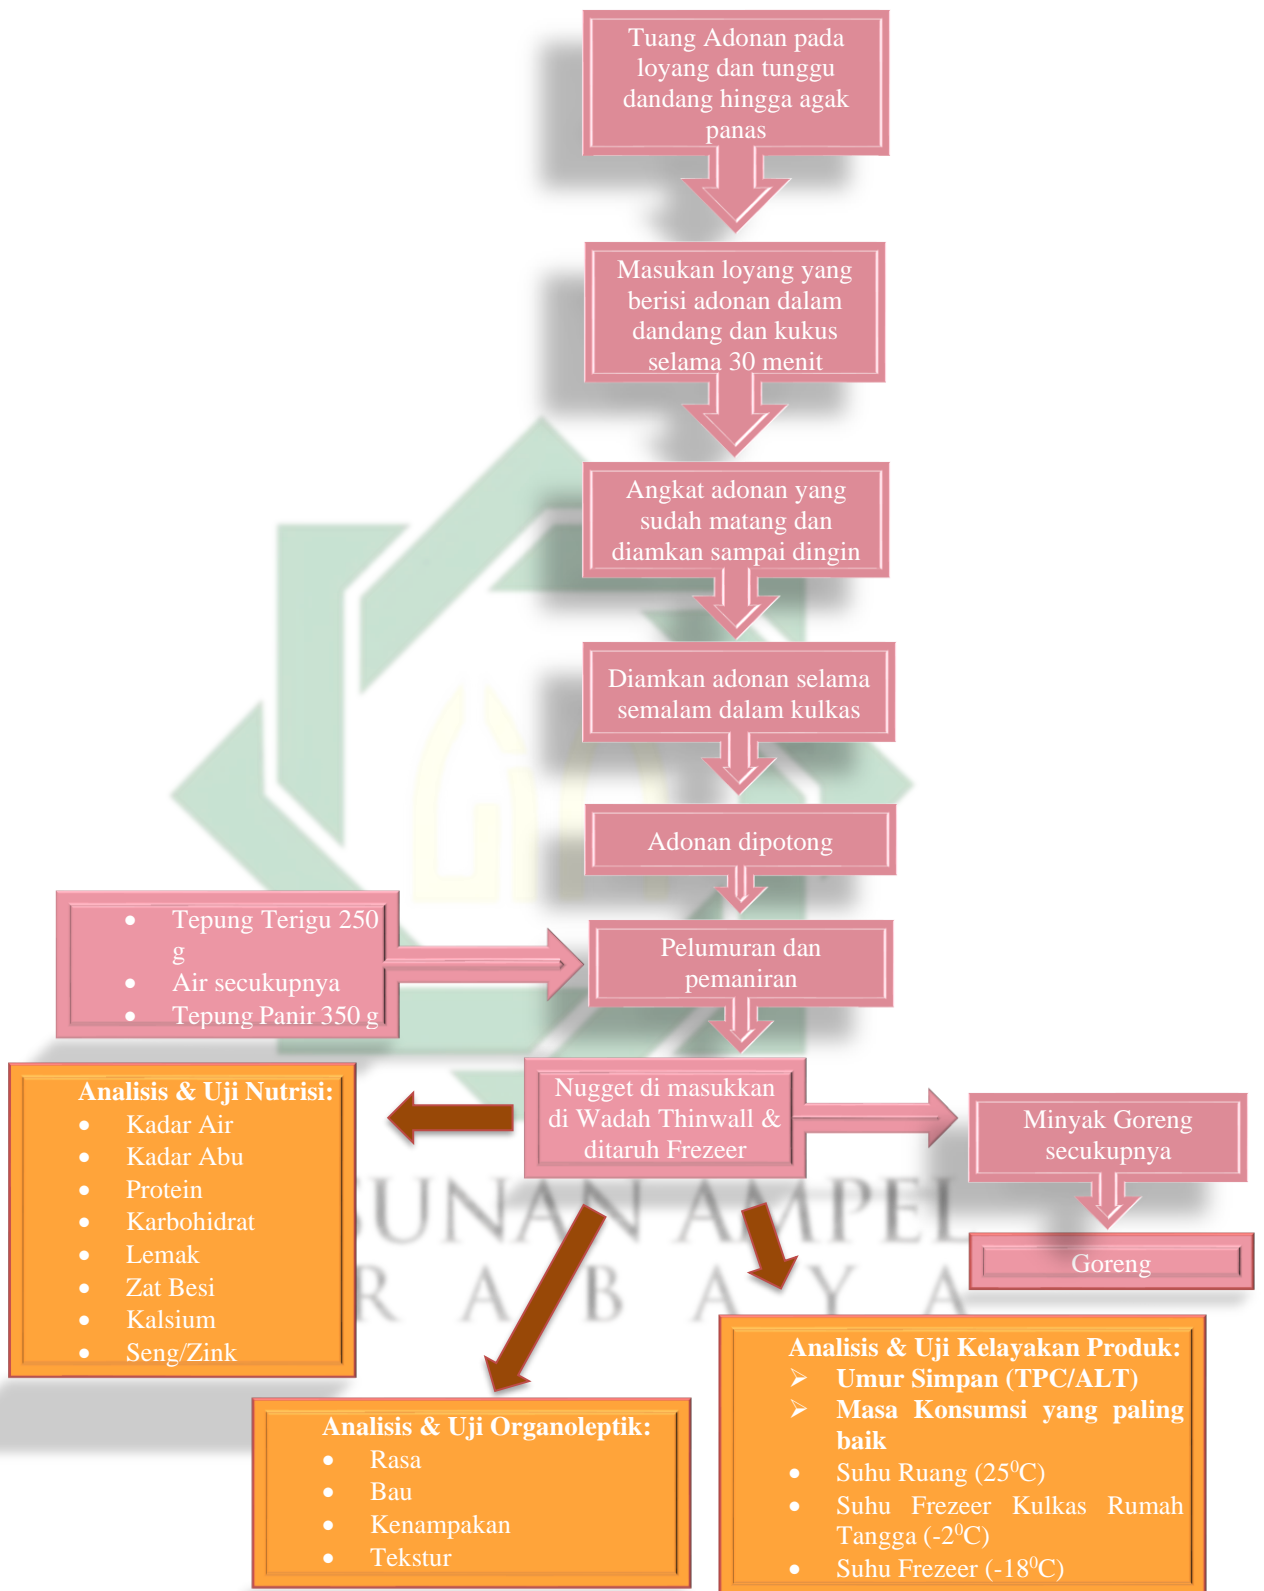 Tuang Adonan pada
loyang dan tunggu
dandang hingga agak
panas
Masukan loyang yang
berisi adonan dalam
dandang dan kukus
selama 30 menit
Angkat adonan yang
sudah matang dan
diamkan sampai dingin
Diamkan adonan selama
semalam dalam kulkas
Adonan dipotong
• Tepung Terigu 250
g
• Air secukupnya
• Tepung Panir 350 g
Pelumuran dan
pemaniran
Nugget di masukkan
di Wadah Thinwall &
ditaruh Frezeer
Minyak Goreng
secukupnya
Goreng
Analisis & Uji Nutrisi:
• Kadar Air
• Kadar Abu
• Protein
• Karbohidrat
• Lemak
• Zat Besi
• Kalsium
• Seng/Zink
Analisis & Uji Organoleptik:
• Rasa
• Bau
• Kenampakan
• Tekstur
Analisis & Uji Kelayakan Produk:
➢ Umur Simpan (TPC/ALT)
➢ Masa Konsumsi yang paling
baik
• Suhu Ruang (25⁰C)
• Suhu Frezeer Kulkas Rumah
Tangga (-2⁰C)
• Suhu Frezeer (-18⁰C)
SUNAN AMPEL
R A B A Y A